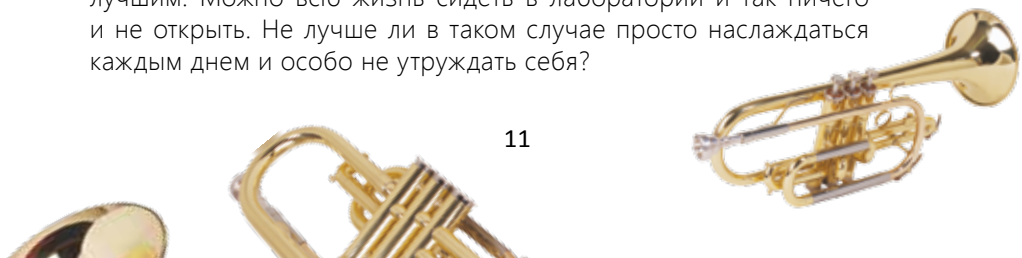 лучшим. Можно всю жизнь сидеть в лаборатории и так ничего
и не открыть. Не лучше ли в таком случае просто наслаждаться
каждым днем и особо не утруждать себя?
11